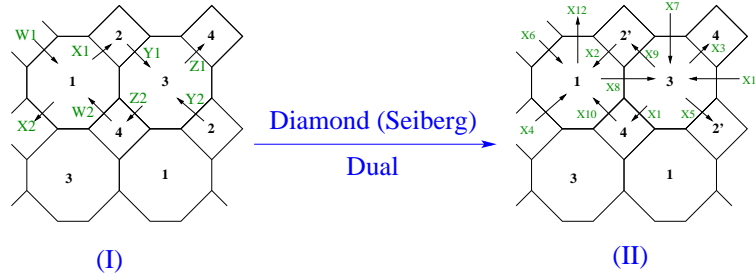 W1 X1 2 Y1 4
1 3 Z1
X2 W2 Z2 Y2
4 2
3 1
(I)
Diamond (Seiberg)
Dual
X12 X7
X6 X2 2' X9 4 X3
1 X8 3 X1
X4 X10 4 X1 X5 2'
3 1
(II)